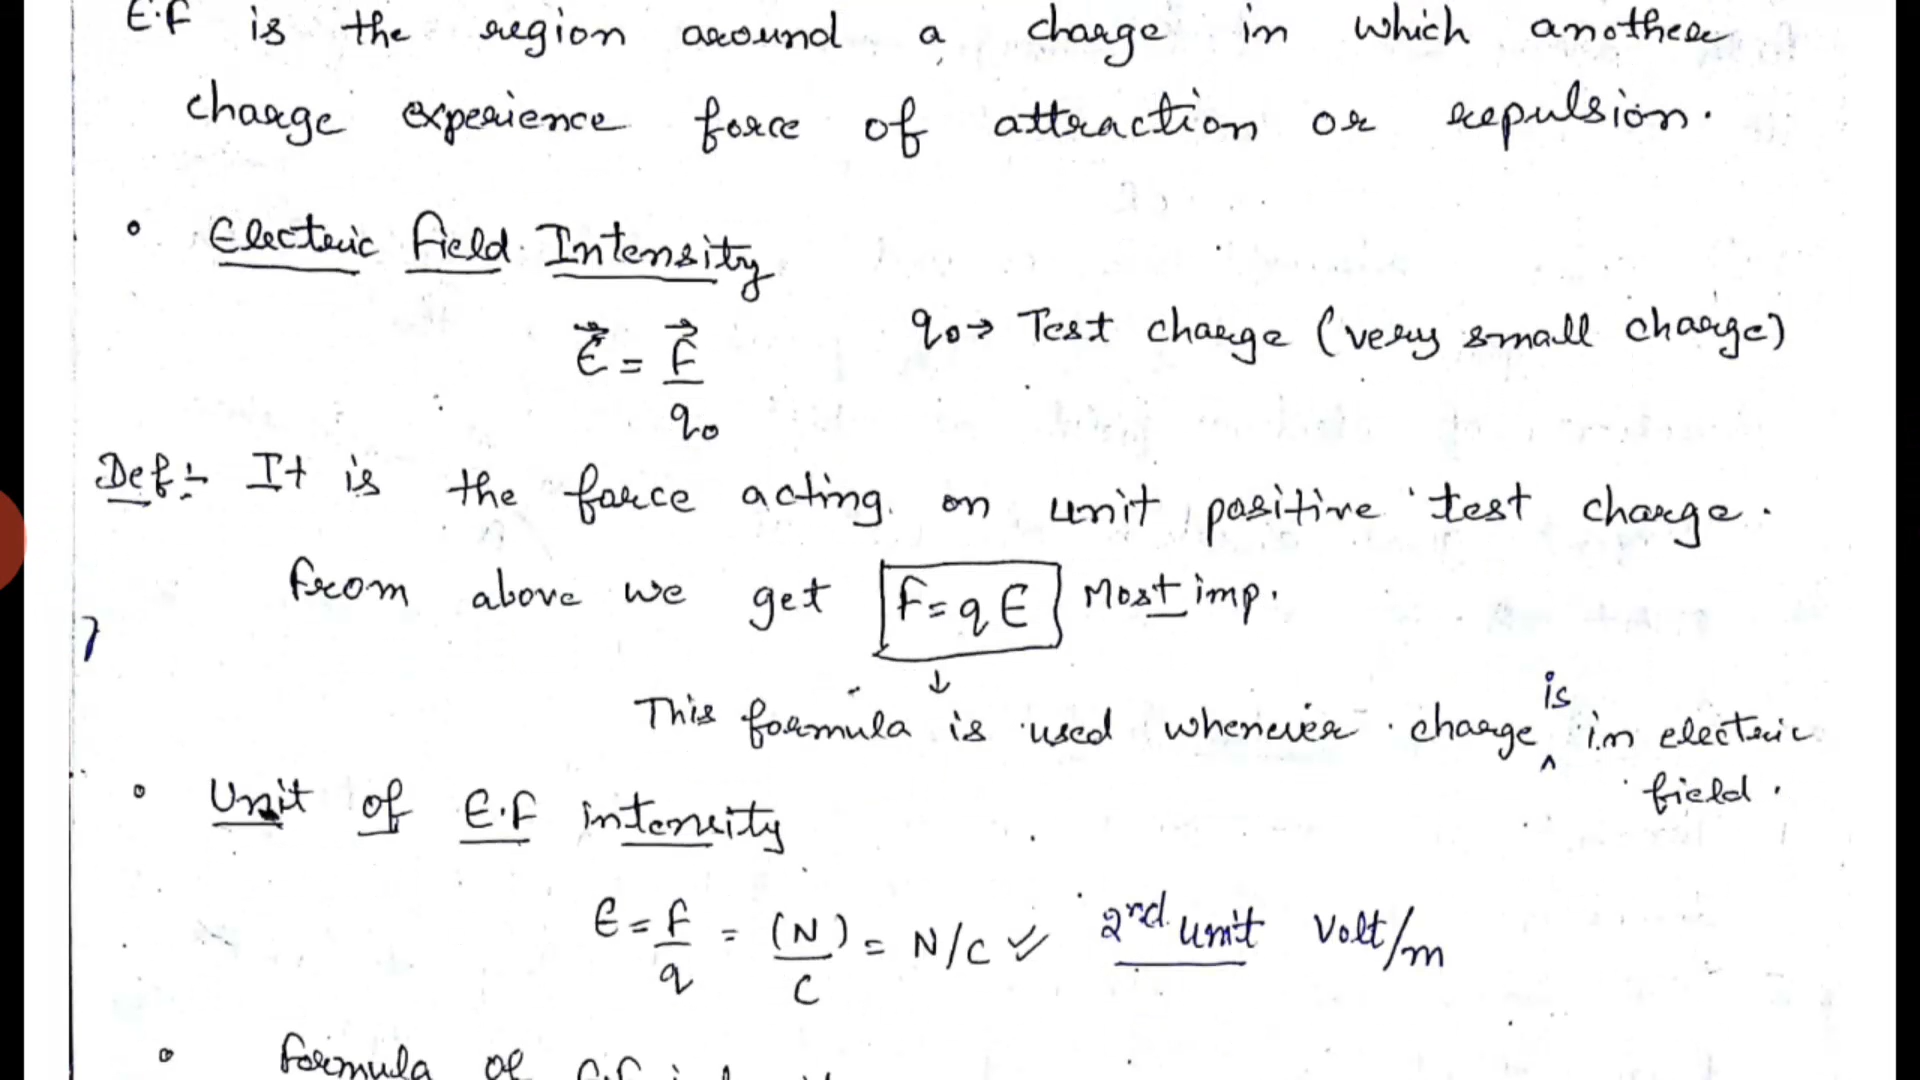 E.F is the region around a charge in which another
charge experience force of attraction or repulsion.
• Electric field Intensity
E⃗ = F⃗ / q₀
q₀ → Test charge (very small charge)
Def:- It is the force acting on unit positive test charge.
from above we get F = qE Most imp.
↓
This formula is used whenever charge is in electric
field.
• Unit of E.F intensity
E = F/q = (N)/C = N/C ✓ 2nd unit Volt/m
• formula of